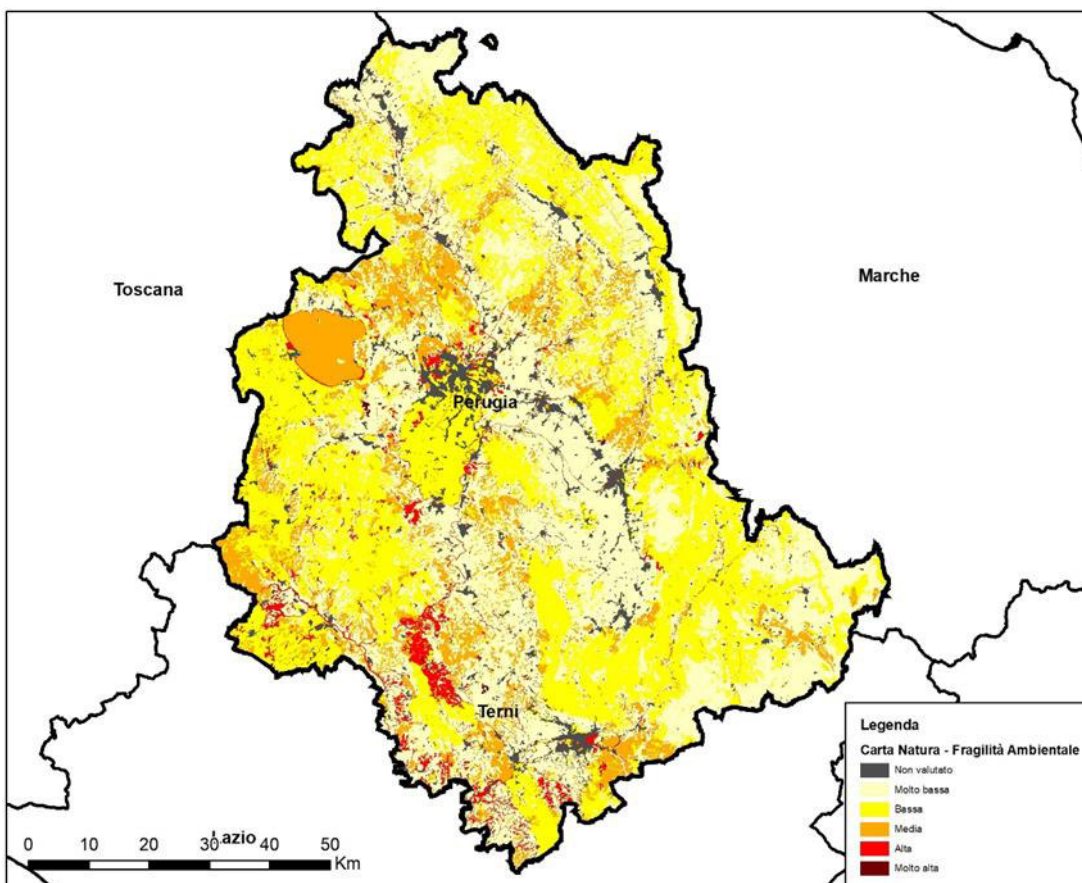 Toscana
Marche
Perugia
Terni
Lazio
0 10 20 30 40 50
Km
Legenda
Carta Natura - Fragilità Ambientale
Non valutato
Molto bassa
Bassa
Media
Alta
Molto alta